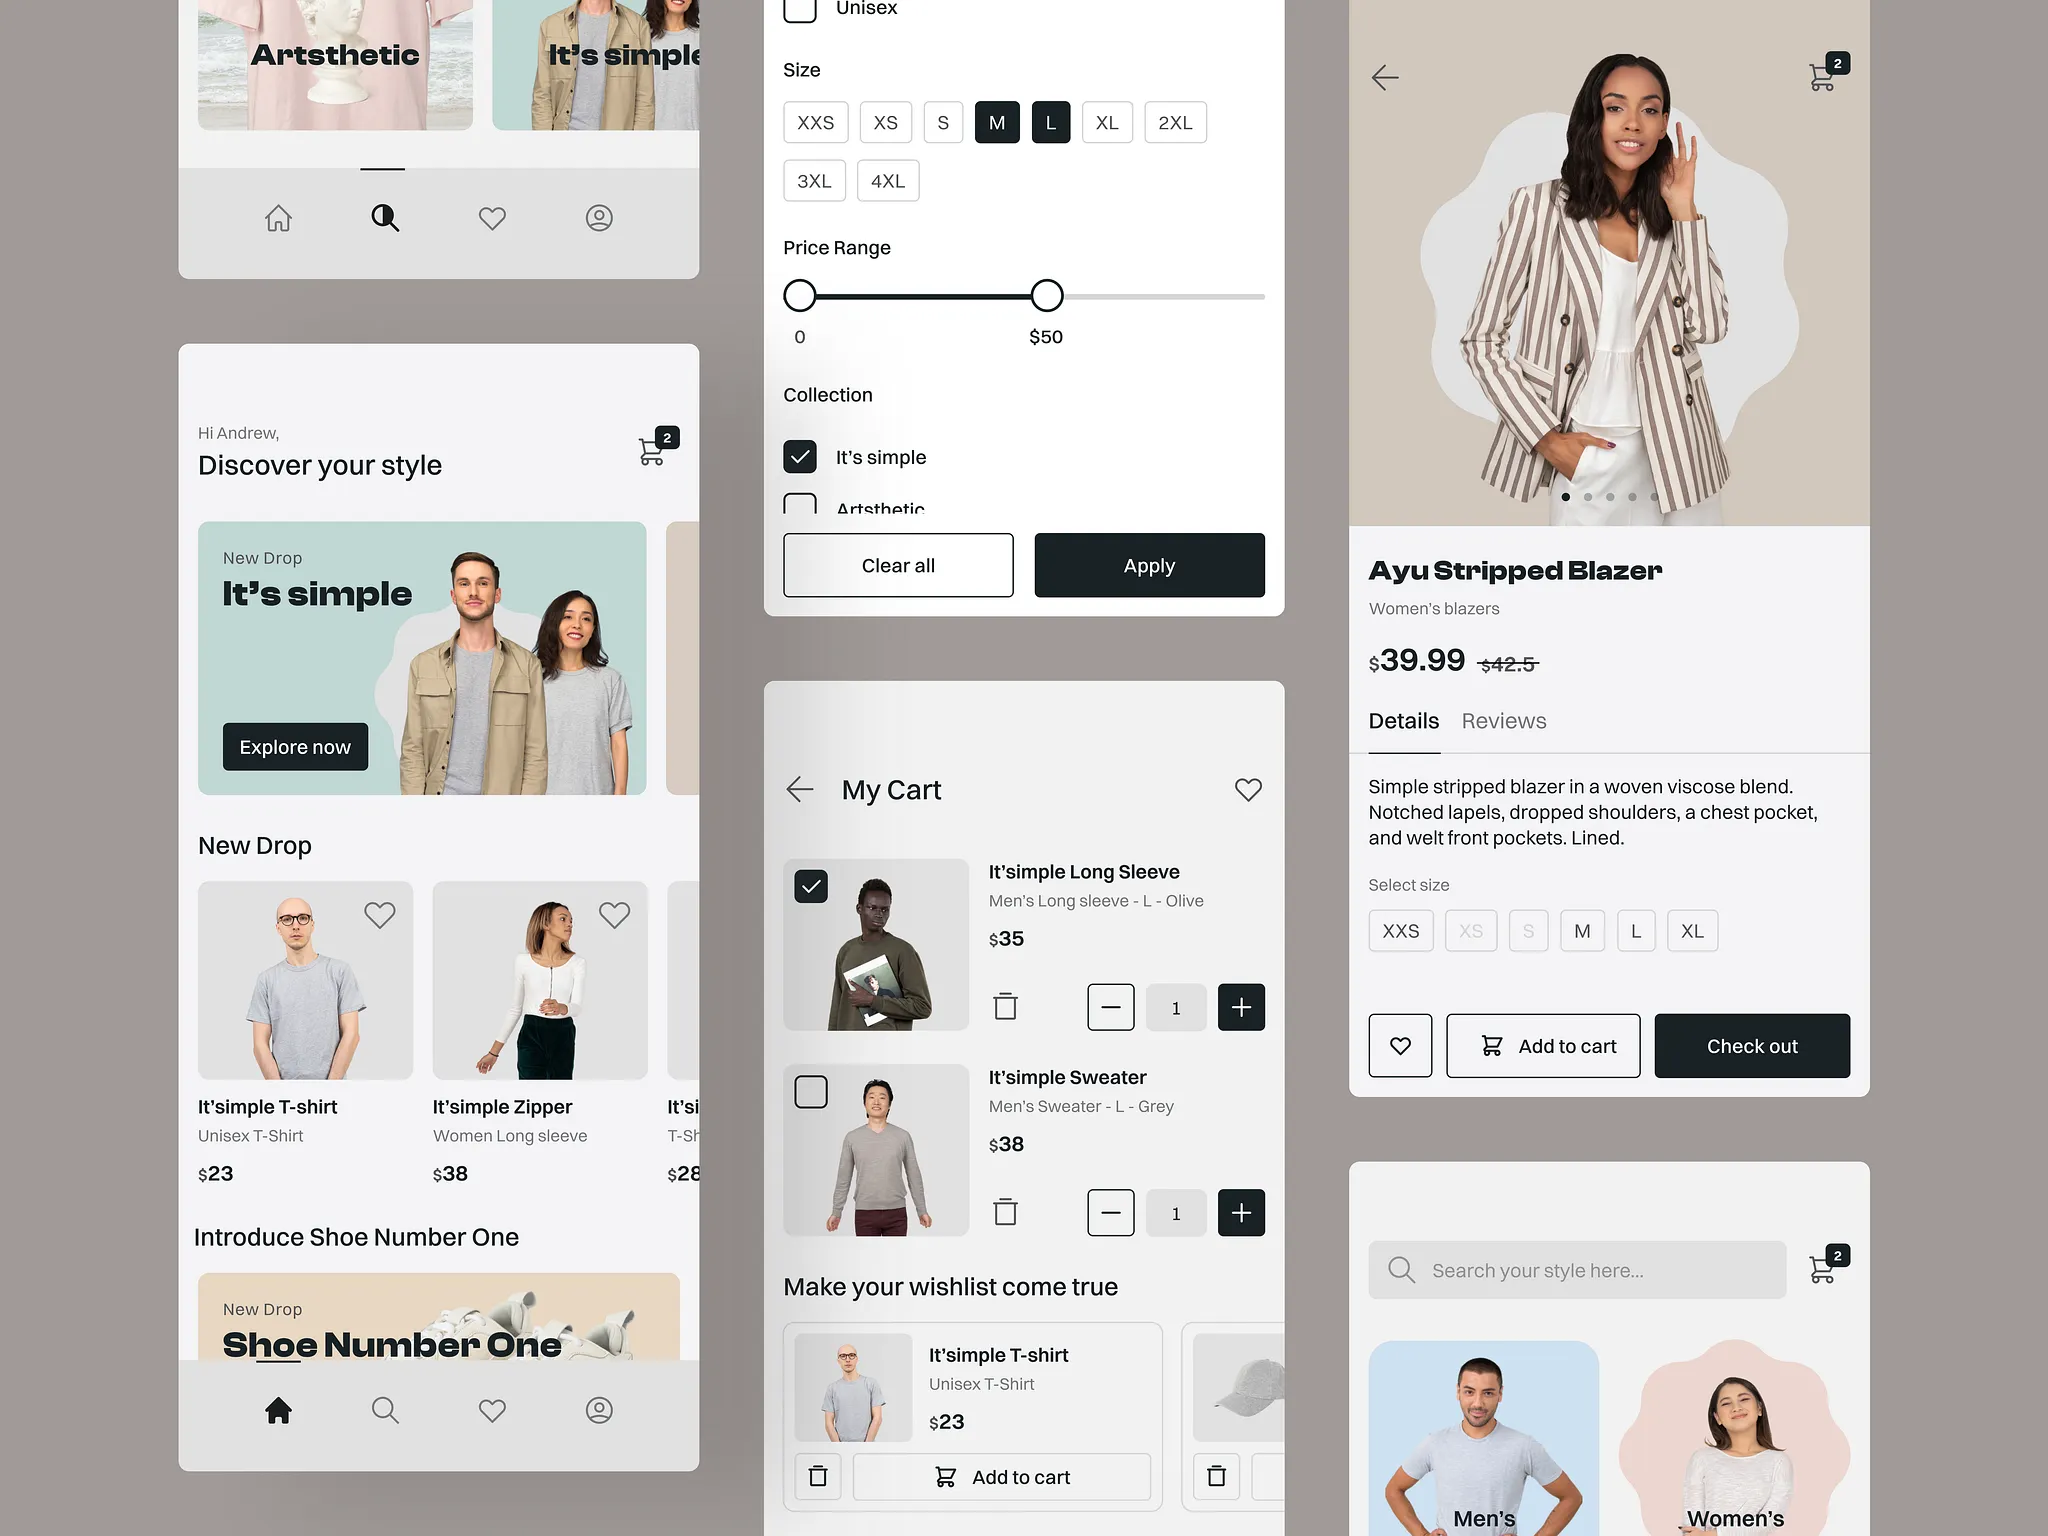 Artsthetic
It's simple
Hi Andrew,
Discover your style
2
New Drop
It's simple
Explore now
New Drop
It'simple T-shirt
Unisex T-Shirt
$23
It'simple Zipper
Women Long sleeve
$38
It'si
T-Sh
$28
Introduce Shoe Number One
New Drop
Shoe Number One
Unisex
Size
XXS XS S M L XL 2XL
3XL 4XL
Price Range
0 $50
Collection
It's simple
Artsthetic
Clear all Apply
My Cart
It'simple Long Sleeve
Men's Long sleeve - L - Olive
$35
1
It'simple Sweater
Men's Sweater - L - Grey
$38
1
Make your wishlist come true
It'simple T-shirt
Unisex T-Shirt
$23
Add to cart
2
Ayu Stripped Blazer
Women's blazers
$39.99 $42.5
Details Reviews
Simple stripped blazer in a woven viscose blend.
Notched lapels, dropped shoulders, a chest pocket,
and welt front pockets. Lined.
Select size
XXS XS S M L XL
Add to cart Check out
Search your style here...
2
Men's Women's